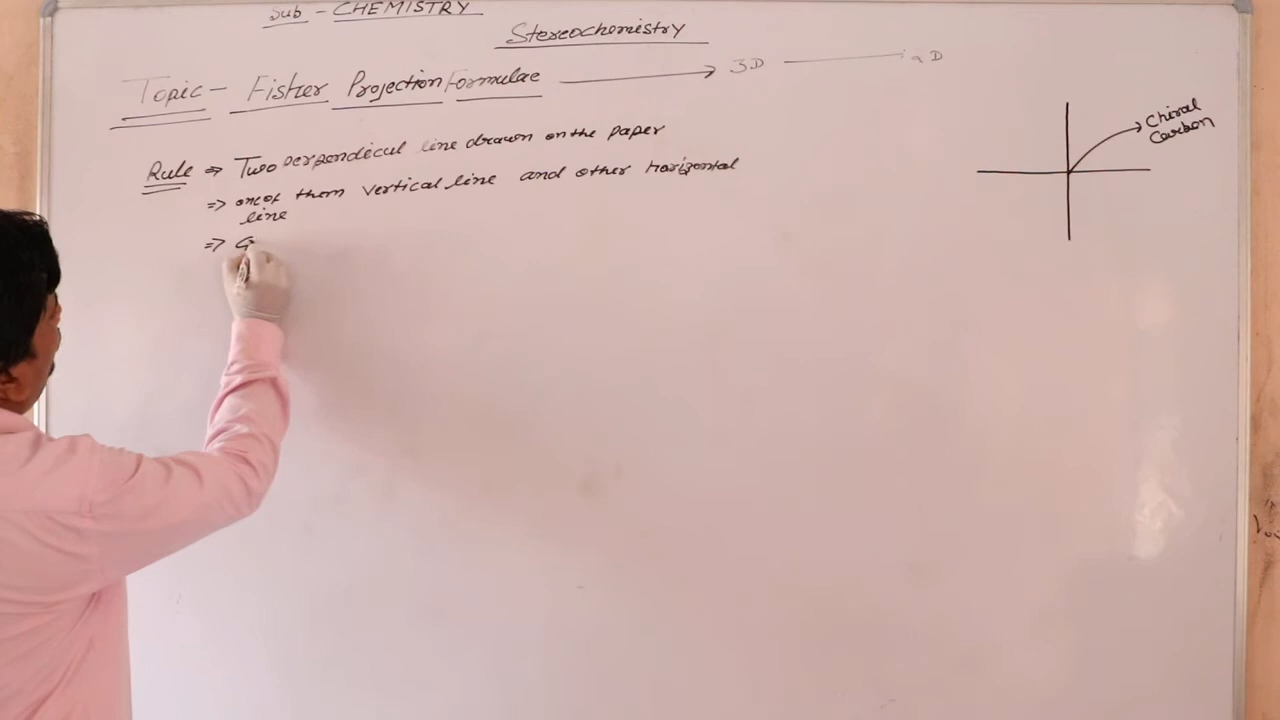 Sub - CHEMISTRY
Stereochemistry
Topic - Fisher Projection Formulae → 3D — 2D
Chiral
Carbon
Rule ⇒ Two perpendicul line drawn on the paper
⇒ one of them vertical line and other horizontal
line
⇒ G